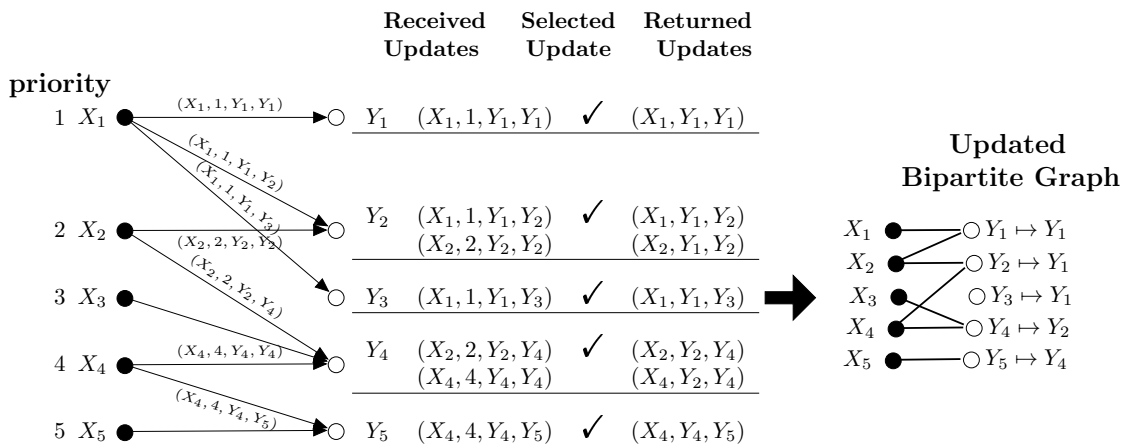 Received Selected Returned
Updates Update Updates
priority
1 X₁ (X₁, 1, Y₁, Y₁) Y₁ (X₁, 1, Y₁, Y₁) ✓ (X₁, Y₁, Y₁)
(X₁, 1, Y₁, Y₂)
(X₁, 1, Y₁, Y₃)
2 X₂ Y₂ (X₁, 1, Y₁, Y₂) ✓ (X₁, Y₁, Y₂)
(X₂, 2, Y₂, Y₂) (X₂, 2, Y₂, Y₂) (X₂, Y₁, Y₂)
(X₂, 2, Y₂, Y₄)
3 X₃ Y₃ (X₁, 1, Y₁, Y₃) ✓ (X₁, Y₁, Y₃)
4 X₄ (X₄, 4, Y₄, Y₄) Y₄ (X₂, 2, Y₂, Y₄) ✓ (X₂, Y₂, Y₄)
(X₄, 4, Y₄, Y₄) (X₄, Y₂, Y₄)
(X₄, 4, Y₄, Y₅)
5 X₅ Y₅ (X₄, 4, Y₄, Y₅) ✓ (X₄, Y₄, Y₅)
Updated
Bipartite Graph
X₁ Y₁ ↦ Y₁
X₂ Y₂ ↦ Y₁
X₃ Y₃ ↦ Y₁
X₄ Y₄ ↦ Y₂
X₅ Y₅ ↦ Y₄